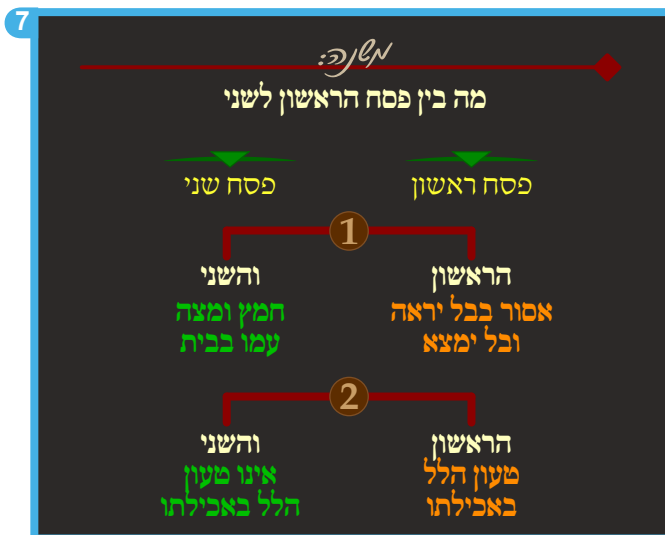 7
משנה:
מה בין פסח הראשון לשני
פסח ראשון
פסח שני
1
הראשון
אסור בבל יראה
ובל ימצא
והשני
חמץ ומצה
עמו בבית
2
הראשון
טעון הלל
באכילתו
והשני
אינו טעון
הלל באכילתו